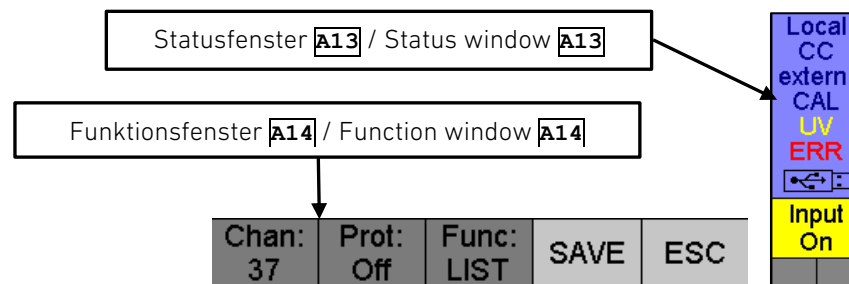 Statusfenster A13 / Status window A13
Funktionsfenster A14 / Function window A14
Local
CC
extern
CAL
UV
ERR
Input
On
Chan: Prot: Func: SAVE ESC
37 Off LIST